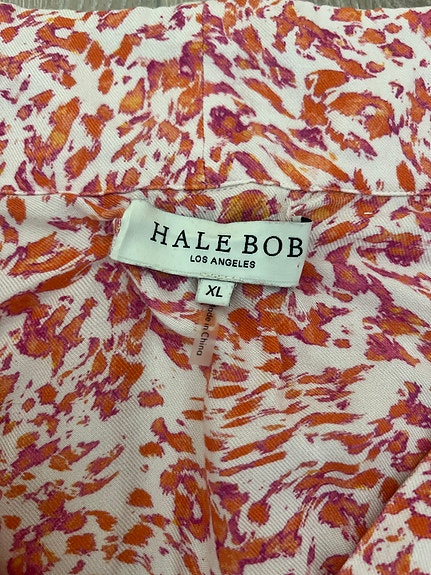 HALE BOB
LOS ANGELES
XL
Made in China